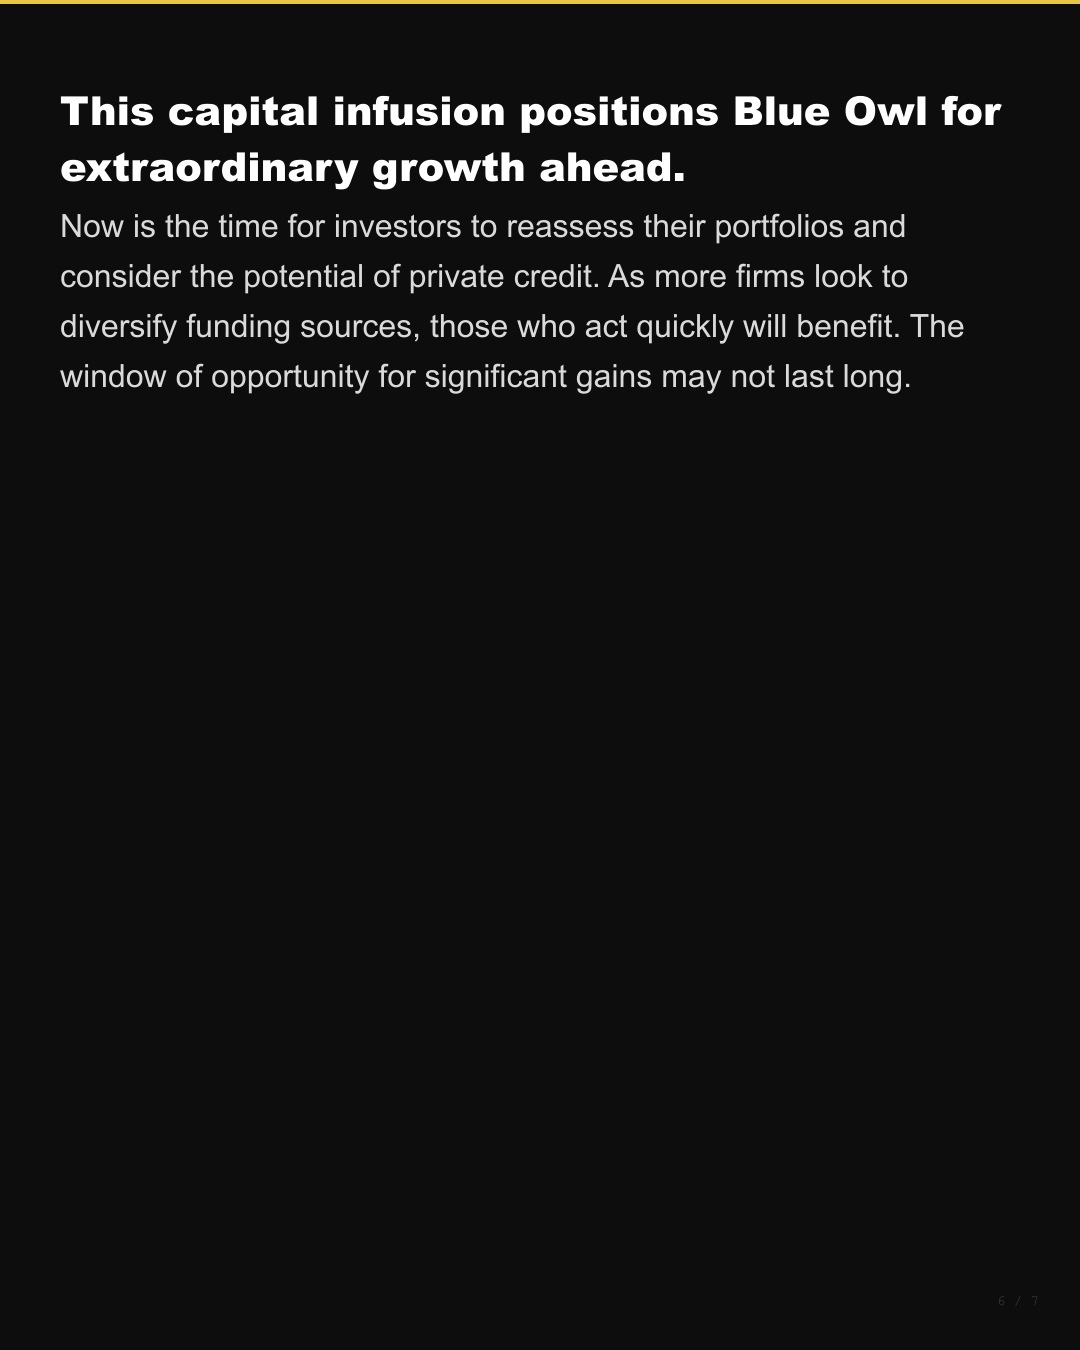 This capital infusion positions Blue Owl for
extraordinary growth ahead.
Now is the time for investors to reassess their portfolios and
consider the potential of private credit. As more firms look to
diversify funding sources, those who act quickly will benefit. The
window of opportunity for significant gains may not last long.
6 / 7